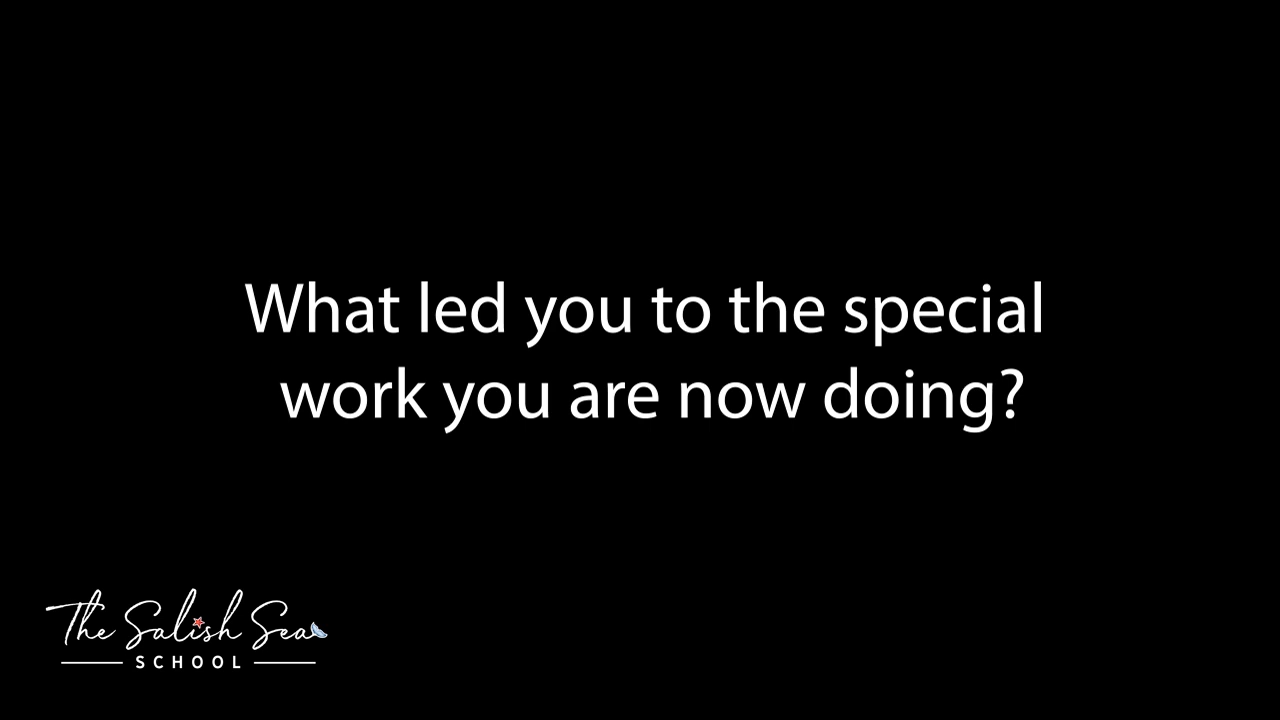 What led you to the special
work you are now doing?
The Salish Sea
SCHOOL